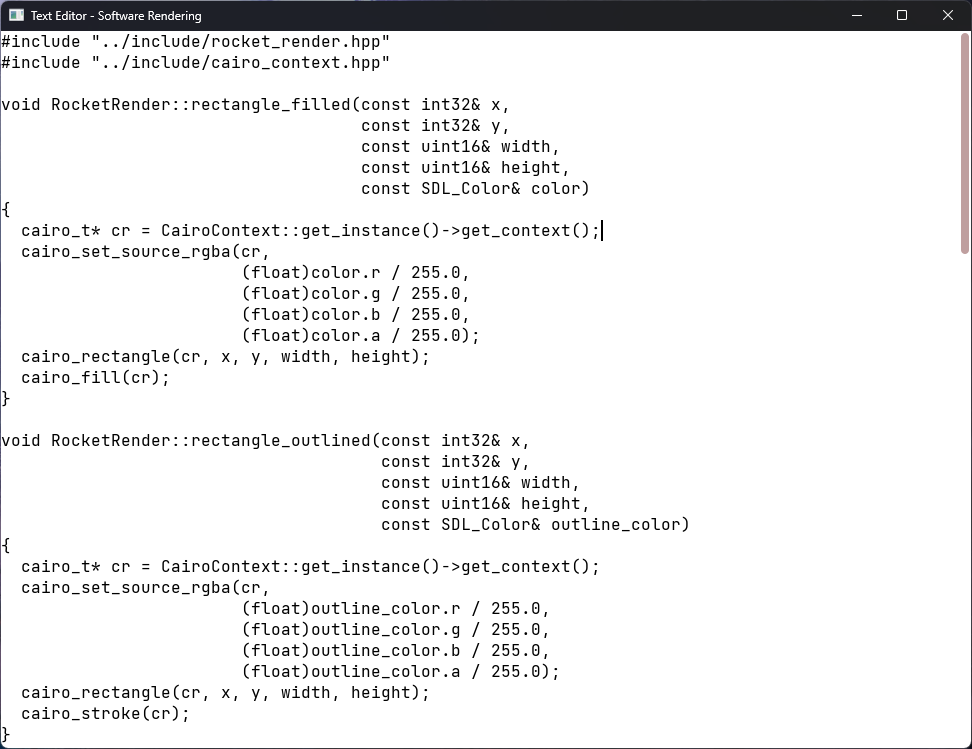 Text Editor - Software Rendering
#include "../include/rocket_render.hpp"
#include "../include/cairo_context.hpp"

void RocketRender::rectangle_filled(const int32& x,
                                    const int32& y,
                                    const uint16& width,
                                    const uint16& height,
                                    const SDL_Color& color)
{
  cairo_t* cr = CairoContext::get_instance()->get_context();
  cairo_set_source_rgba(cr,
                        (float)color.r / 255.0,
                        (float)color.g / 255.0,
                        (float)color.b / 255.0,
                        (float)color.a / 255.0);
  cairo_rectangle(cr, x, y, width, height);
  cairo_fill(cr);
}

void RocketRender::rectangle_outlined(const int32& x,
                                      const int32& y,
                                      const uint16& width,
                                      const uint16& height,
                                      const SDL_Color& outline_color)
{
  cairo_t* cr = CairoContext::get_instance()->get_context();
  cairo_set_source_rgba(cr,
                        (float)outline_color.r / 255.0,
                        (float)outline_color.g / 255.0,
                        (float)outline_color.b / 255.0,
                        (float)outline_color.a / 255.0);
  cairo_rectangle(cr, x, y, width, height);
  cairo_stroke(cr);
}